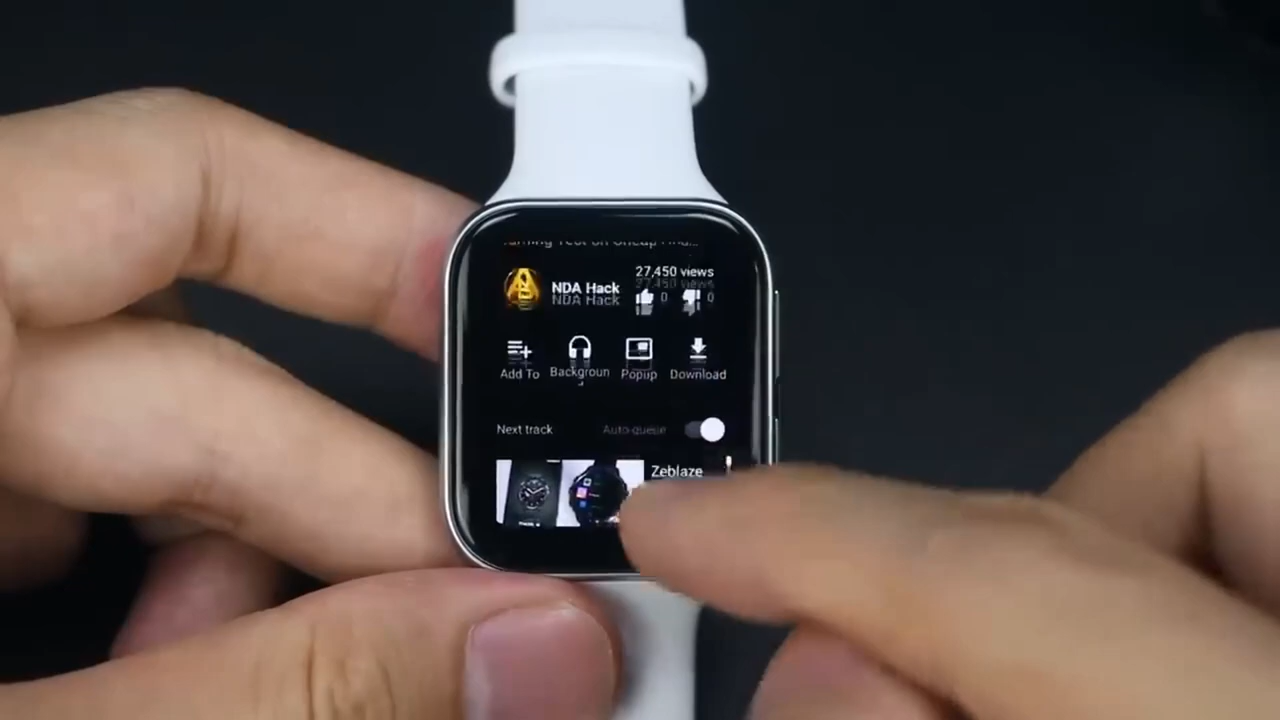 27,450 views
NDA Hack
0 0
Add To Backgroun Popup Download
Next track Auto-queue
Zeblaze